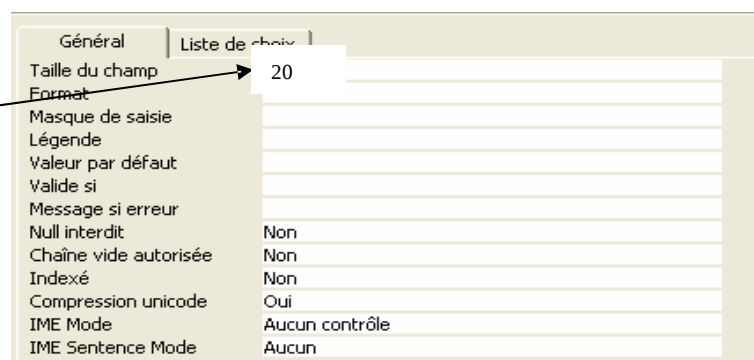 Général Liste de choix
Taille du champ 20
Format
Masque de saisie
Légende
Valeur par défaut
Valide si
Message si erreur
Null interdit Non
Chaîne vide autorisée Non
Indexé Non
Compression unicode Oui
IME Mode Aucun contrôle
IME Sentence Mode Aucun